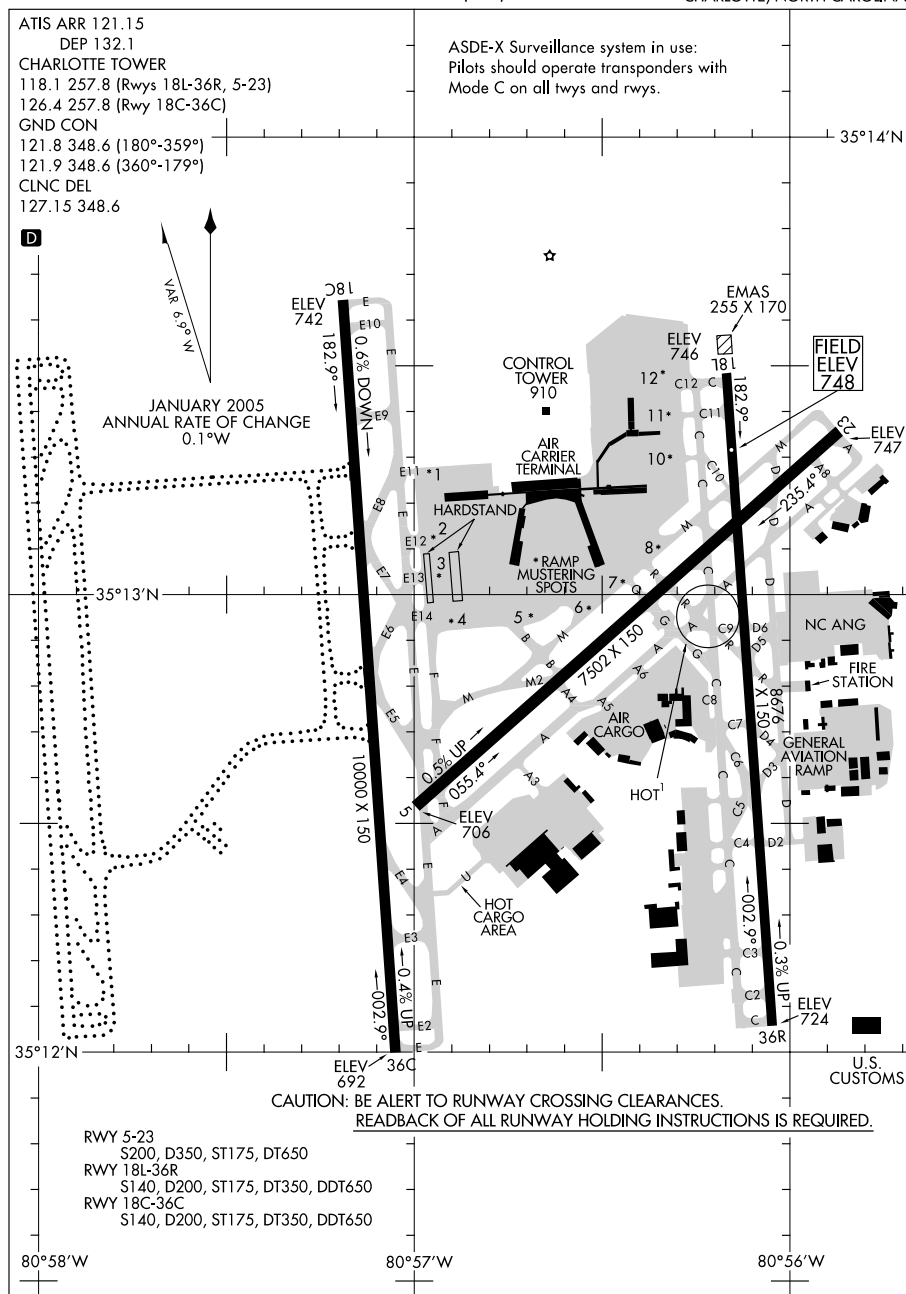 CHARLOTTE, NORTH CAROLINA
ATIS ARR 121.15
DEP 132.1
CHARLOTTE TOWER
118.1 257.8 (Rwys 18L-36R, 5-23)
126.4 257.8 (Rwy 18C-36C)
GND CON
121.8 348.6 (180°-359°)
121.9 348.6 (360°-179°)
CLNC DEL
127.15 348.6
D
ASDE-X Surveillance system in use:
Pilots should operate transponders with
Mode C on all twys and rwys.
35°14'N
VAR 6.9° W
JANUARY 2005
ANNUAL RATE OF CHANGE
0.1°W
18C
ELEV
742
182.9°
0.6% DOWN
E
E10
E
E9
E11
*1
E8
E
E12
2
*
E7
E13
3
*
E14
*4
E6
EMAS
255 X 170
ELEV
746
18L
FIELD
ELEV
748
182.9°
CONTROL
TOWER
910
12*
C12
C
11*
C11
C
10*
C10
C
23
ELEV
747
235.4°
M
D
A8
A
D
A
AIR
CARRIER
TERMINAL
HARDSTAND
*RAMP
MUSTERING
SPOTS
M
8*
R
7*
G
6*
5*
C
A
D
35°13'N
R
G
A
C9
D6
R
D5
G
A
C
R
NC ANG
FIRE
STATION
B
M
B
M2
A4
A6
A5
7502 X 150
F
M
E5
F
A
0.5% UP
055.4°
A3
AIR
CARGO
C8
C7
8676
X 150
D4
GENERAL
AVIATION
RAMP
C6
D3
C
HOT¹
C5
D
10000 X 150
5
F
A
ELEV
706
C4
D2
C
E
E4
U
HOT
CARGO
AREA
E3
E
002.9°
0.4% UP
E2
E
36C
ELEV
692
002.9°
0.3% UP
C3
C
C2
C
36R
ELEV
724
35°12'N
U.S.
CUSTOMS
CAUTION: BE ALERT TO RUNWAY CROSSING CLEARANCES.
READBACK OF ALL RUNWAY HOLDING INSTRUCTIONS IS REQUIRED.
RWY 5-23
S200, D350, ST175, DT650
RWY 18L-36R
S140, D200, ST175, DT350, DDT650
RWY 18C-36C
S140, D200, ST175, DT350, DDT650
80°58'W
80°57'W
80°56'W